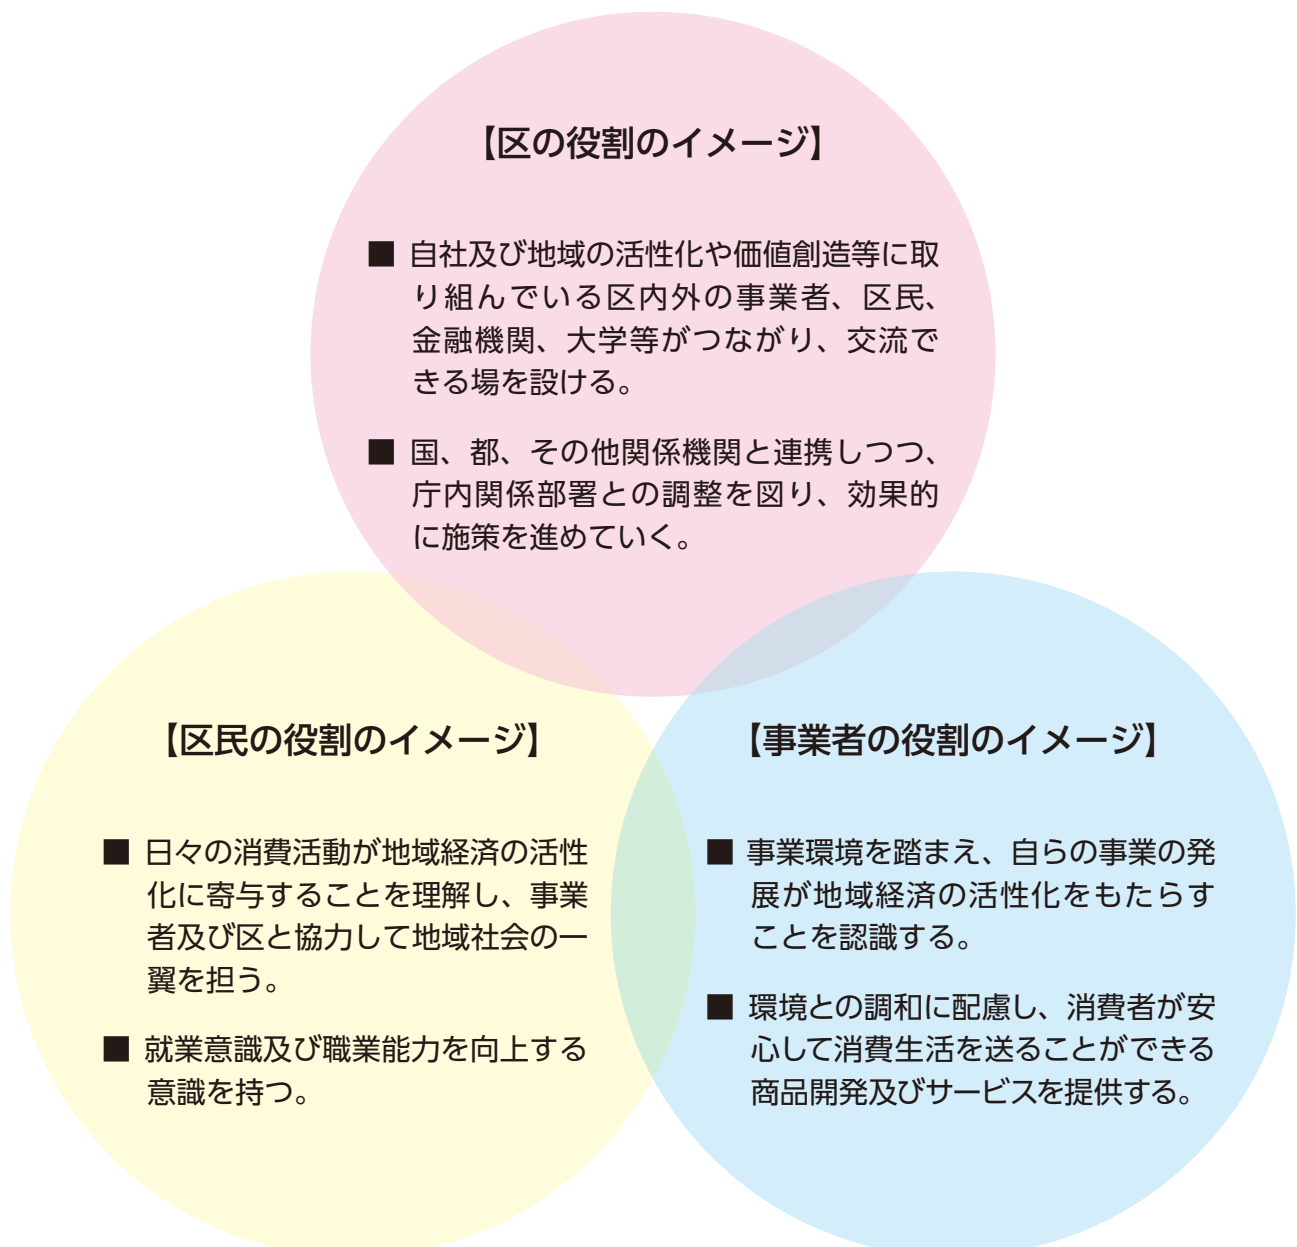 【区の役割のイメージ】
■ 自社及び地域の活性化や価値創造等に取
り組んでいる区内外の事業者、区民、
金融機関、大学等がつながり、交流で
きる場を設ける。
■ 国、都、その他関係機関と連携しつつ、
庁内関係部署との調整を図り、効果的
に施策を進めていく。
【区民の役割のイメージ】
■ 日々の消費活動が地域経済の活性
化に寄与することを理解し、事業
者及び区と協力して地域社会の一
翼を担う。
■ 就業意識及び職業能力を向上する
意識を持つ。
【事業者の役割のイメージ】
■ 事業環境を踏まえ、自らの事業の発
展が地域経済の活性化をもたらす
ことを認識する。
■ 環境との調和に配慮し、消費者が安
心して消費生活を送ることができる
商品開発及びサービスを提供する。